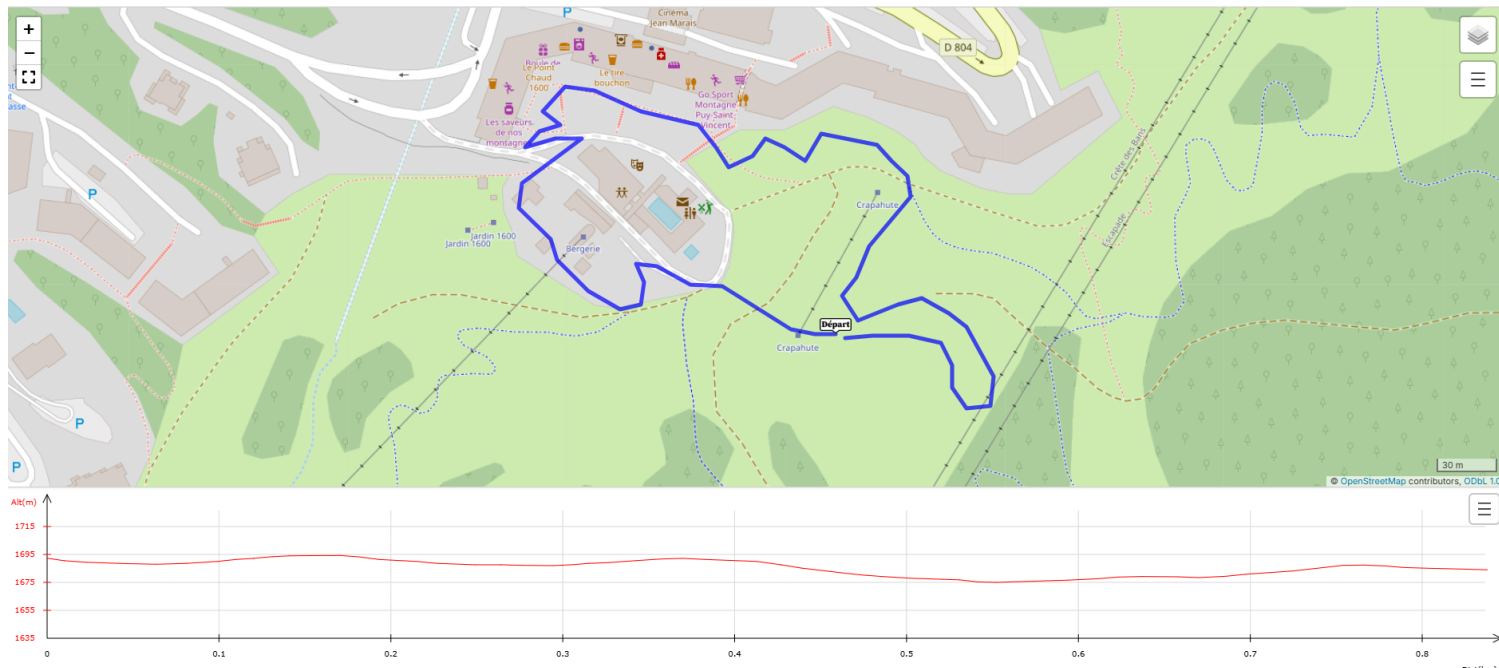 +
−
P
Cinéma
Jean Marais
D 804
Boule de
Le Point
Chaud
1600
Le tire
bouchon
Go Sport
Montagne
Puy-Saint
Vincent
Les saveurs
de nos
montagne
P
Crête des Bans
Escapade
Crapahute
Jardin 1600
Jardin 1600
Bergerie
Départ
Crapahute
P
P
30 m
© OpenStreetMap contributors, ODbL 1.0
Alt(m)
1715
1695
1675
1655
1635
0 0.1 0.2 0.3 0.4 0.5 0.6 0.7 0.8